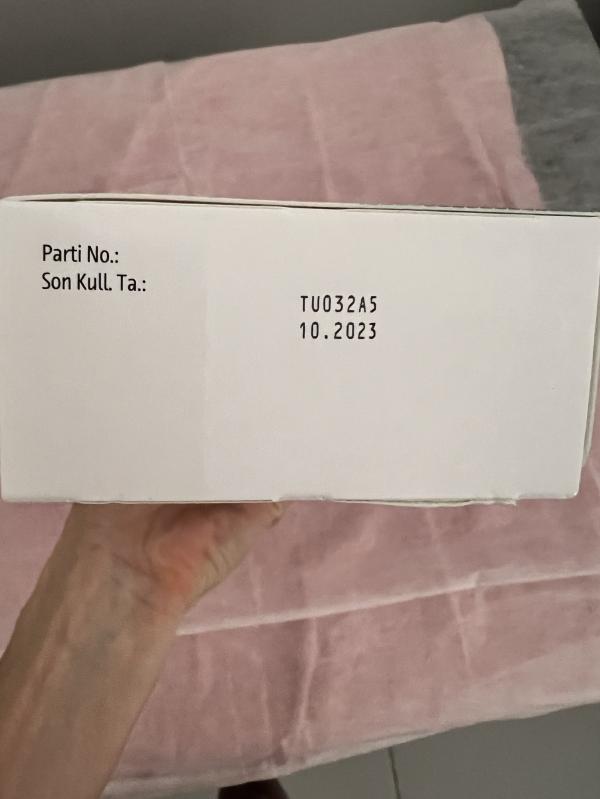 Parti No.:
Son Kull. Ta.:
TU032A5
10.2023